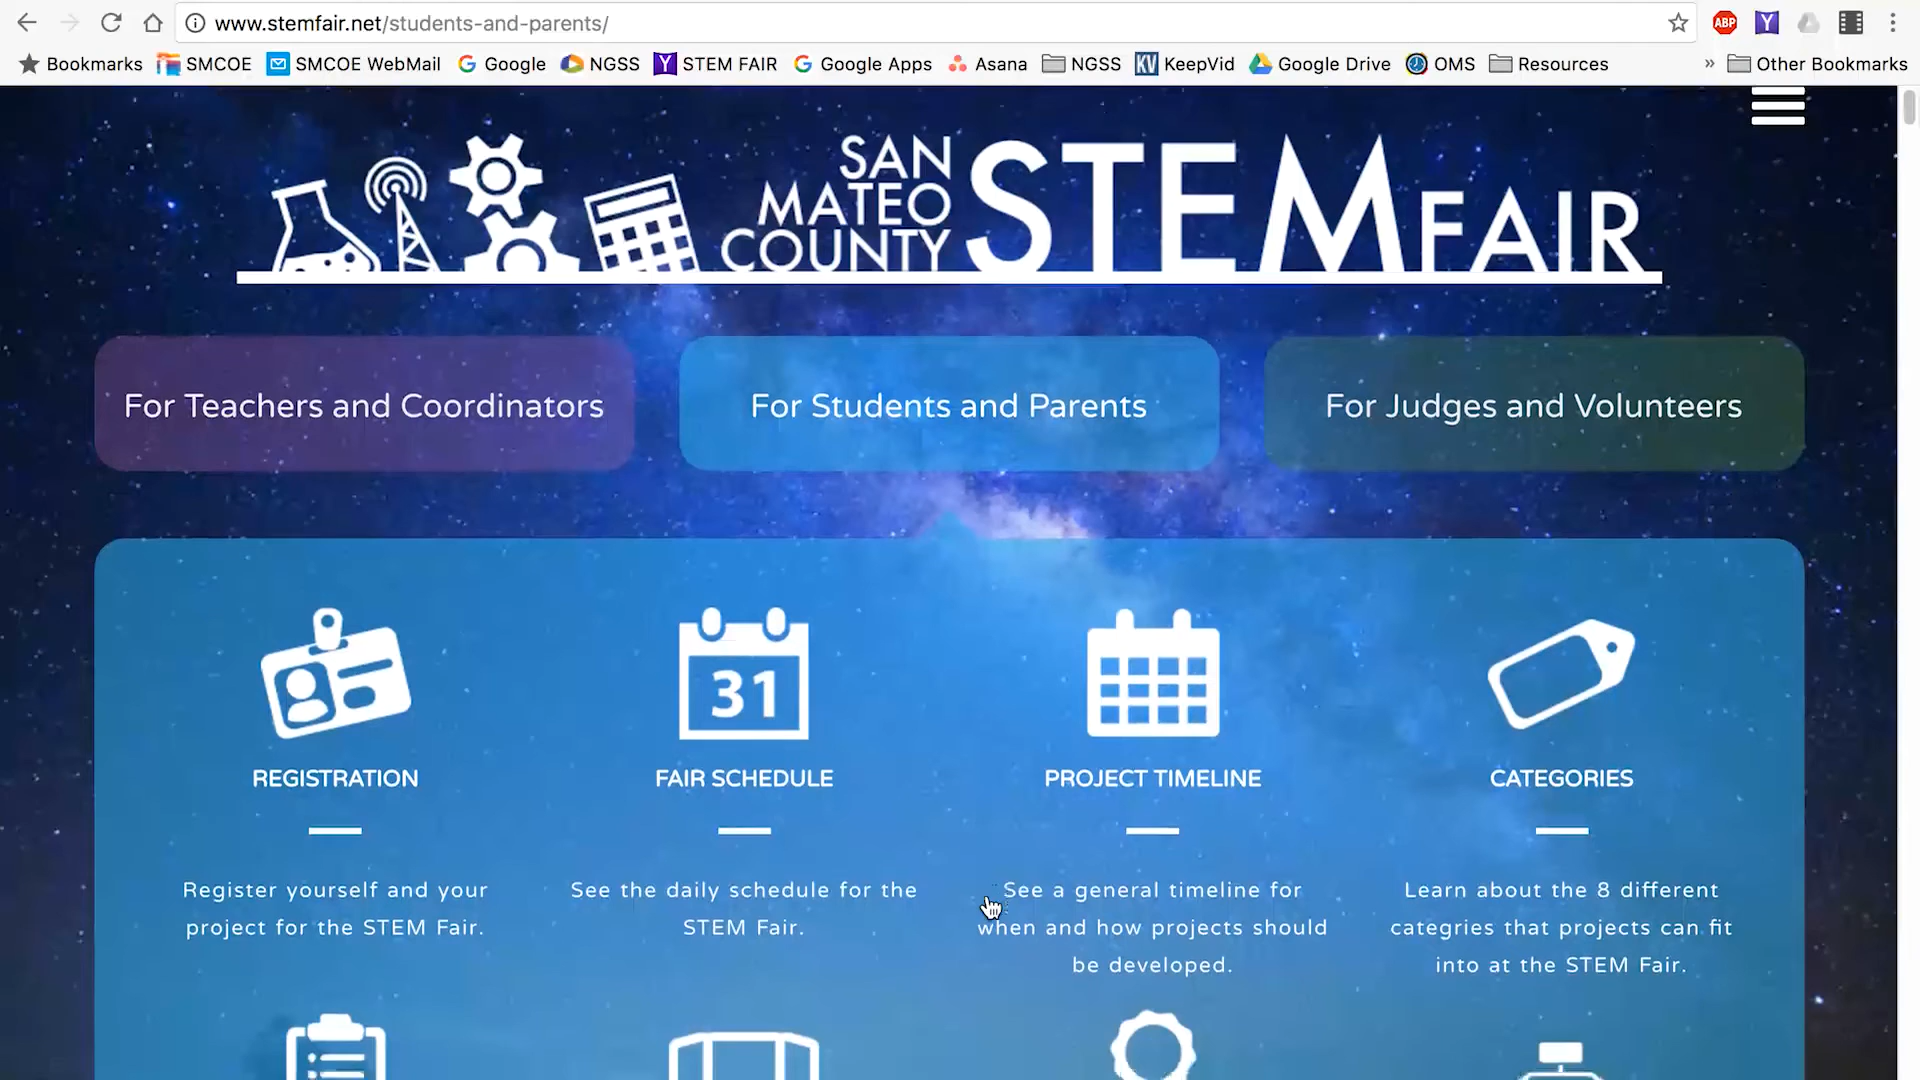 www.stemfair.net/students-and-parents/
ABP
Bookmarks SMCOE SMCOE WebMail Google NGSS STEM FAIR Google Apps Asana NGSS KV KeepVid Google Drive OMS Resources » Other Bookmarks
SAN
MATEO
COUNTY
STEM FAIR
For Teachers and Coordinators
For Students and Parents
For Judges and Volunteers
31
REGISTRATION
Register yourself and your
project for the STEM Fair.
FAIR SCHEDULE
See the daily schedule for the
STEM Fair.
PROJECT TIMELINE
See a general timeline for
when and how projects should
be developed.
CATEGORIES
Learn about the 8 different
categries that projects can fit
into at the STEM Fair.